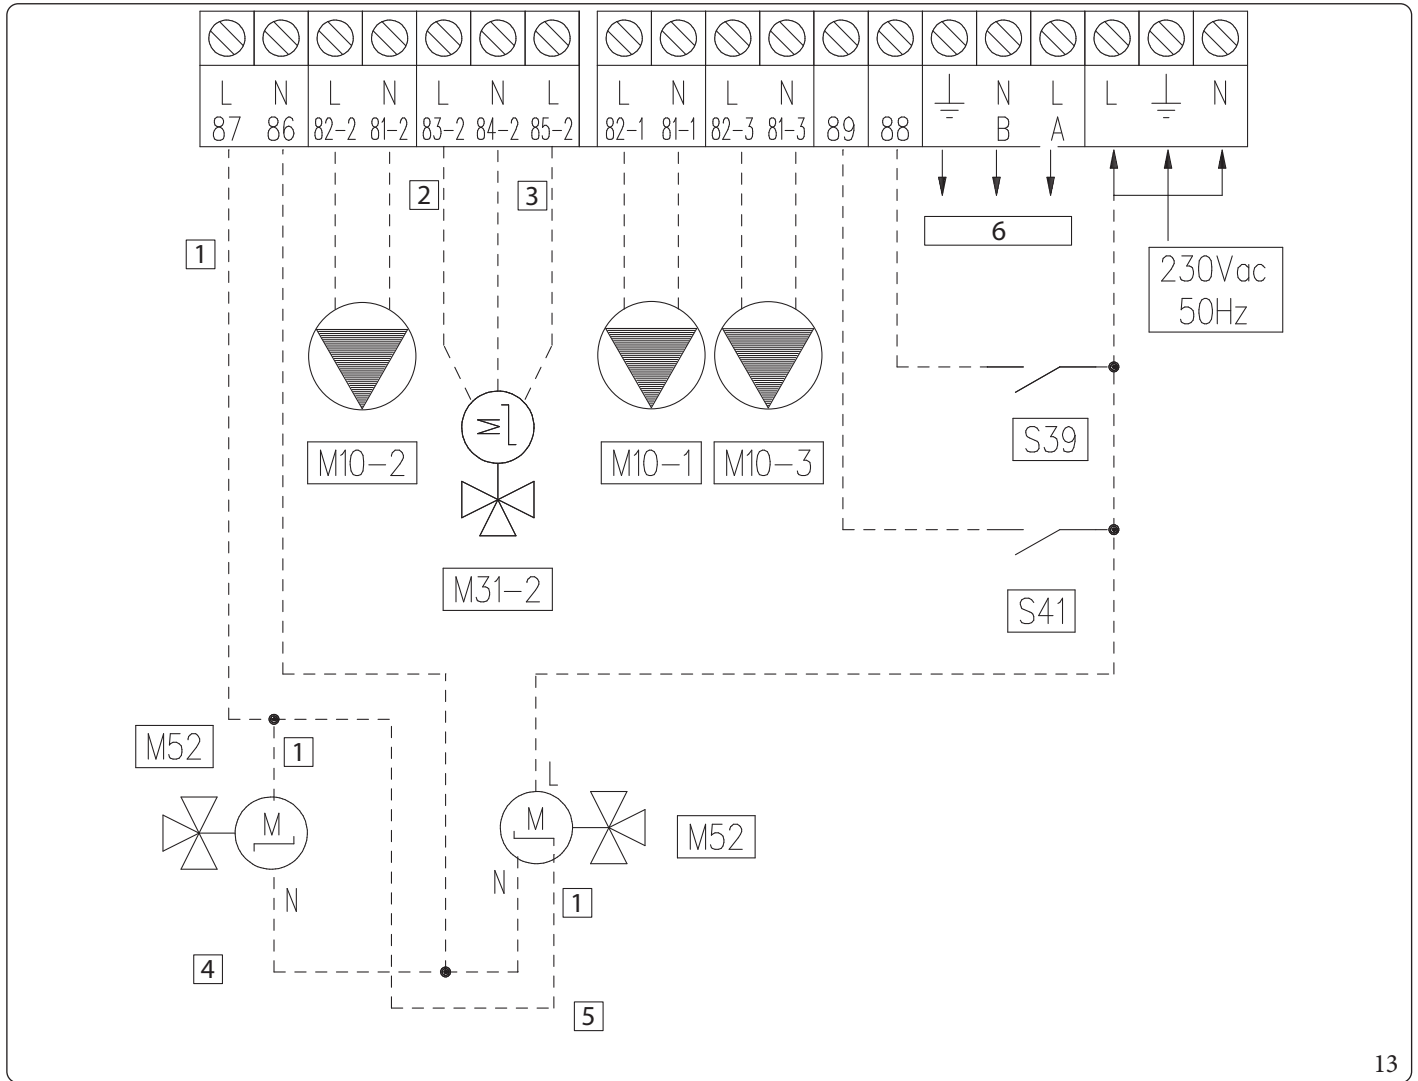 L N L N L N L L N L N N L L N
87 86 82-2 81-2 83-2 84-2 85-2 82-1 81-1 82-3 81-3 89 88 B A
2 3
1
6
230Vac
50Hz
M10-2
M10-1
M10-3
S39
M
M31-2
S41
M52
1
L
M
M
M52
N
N
1
4
5
13